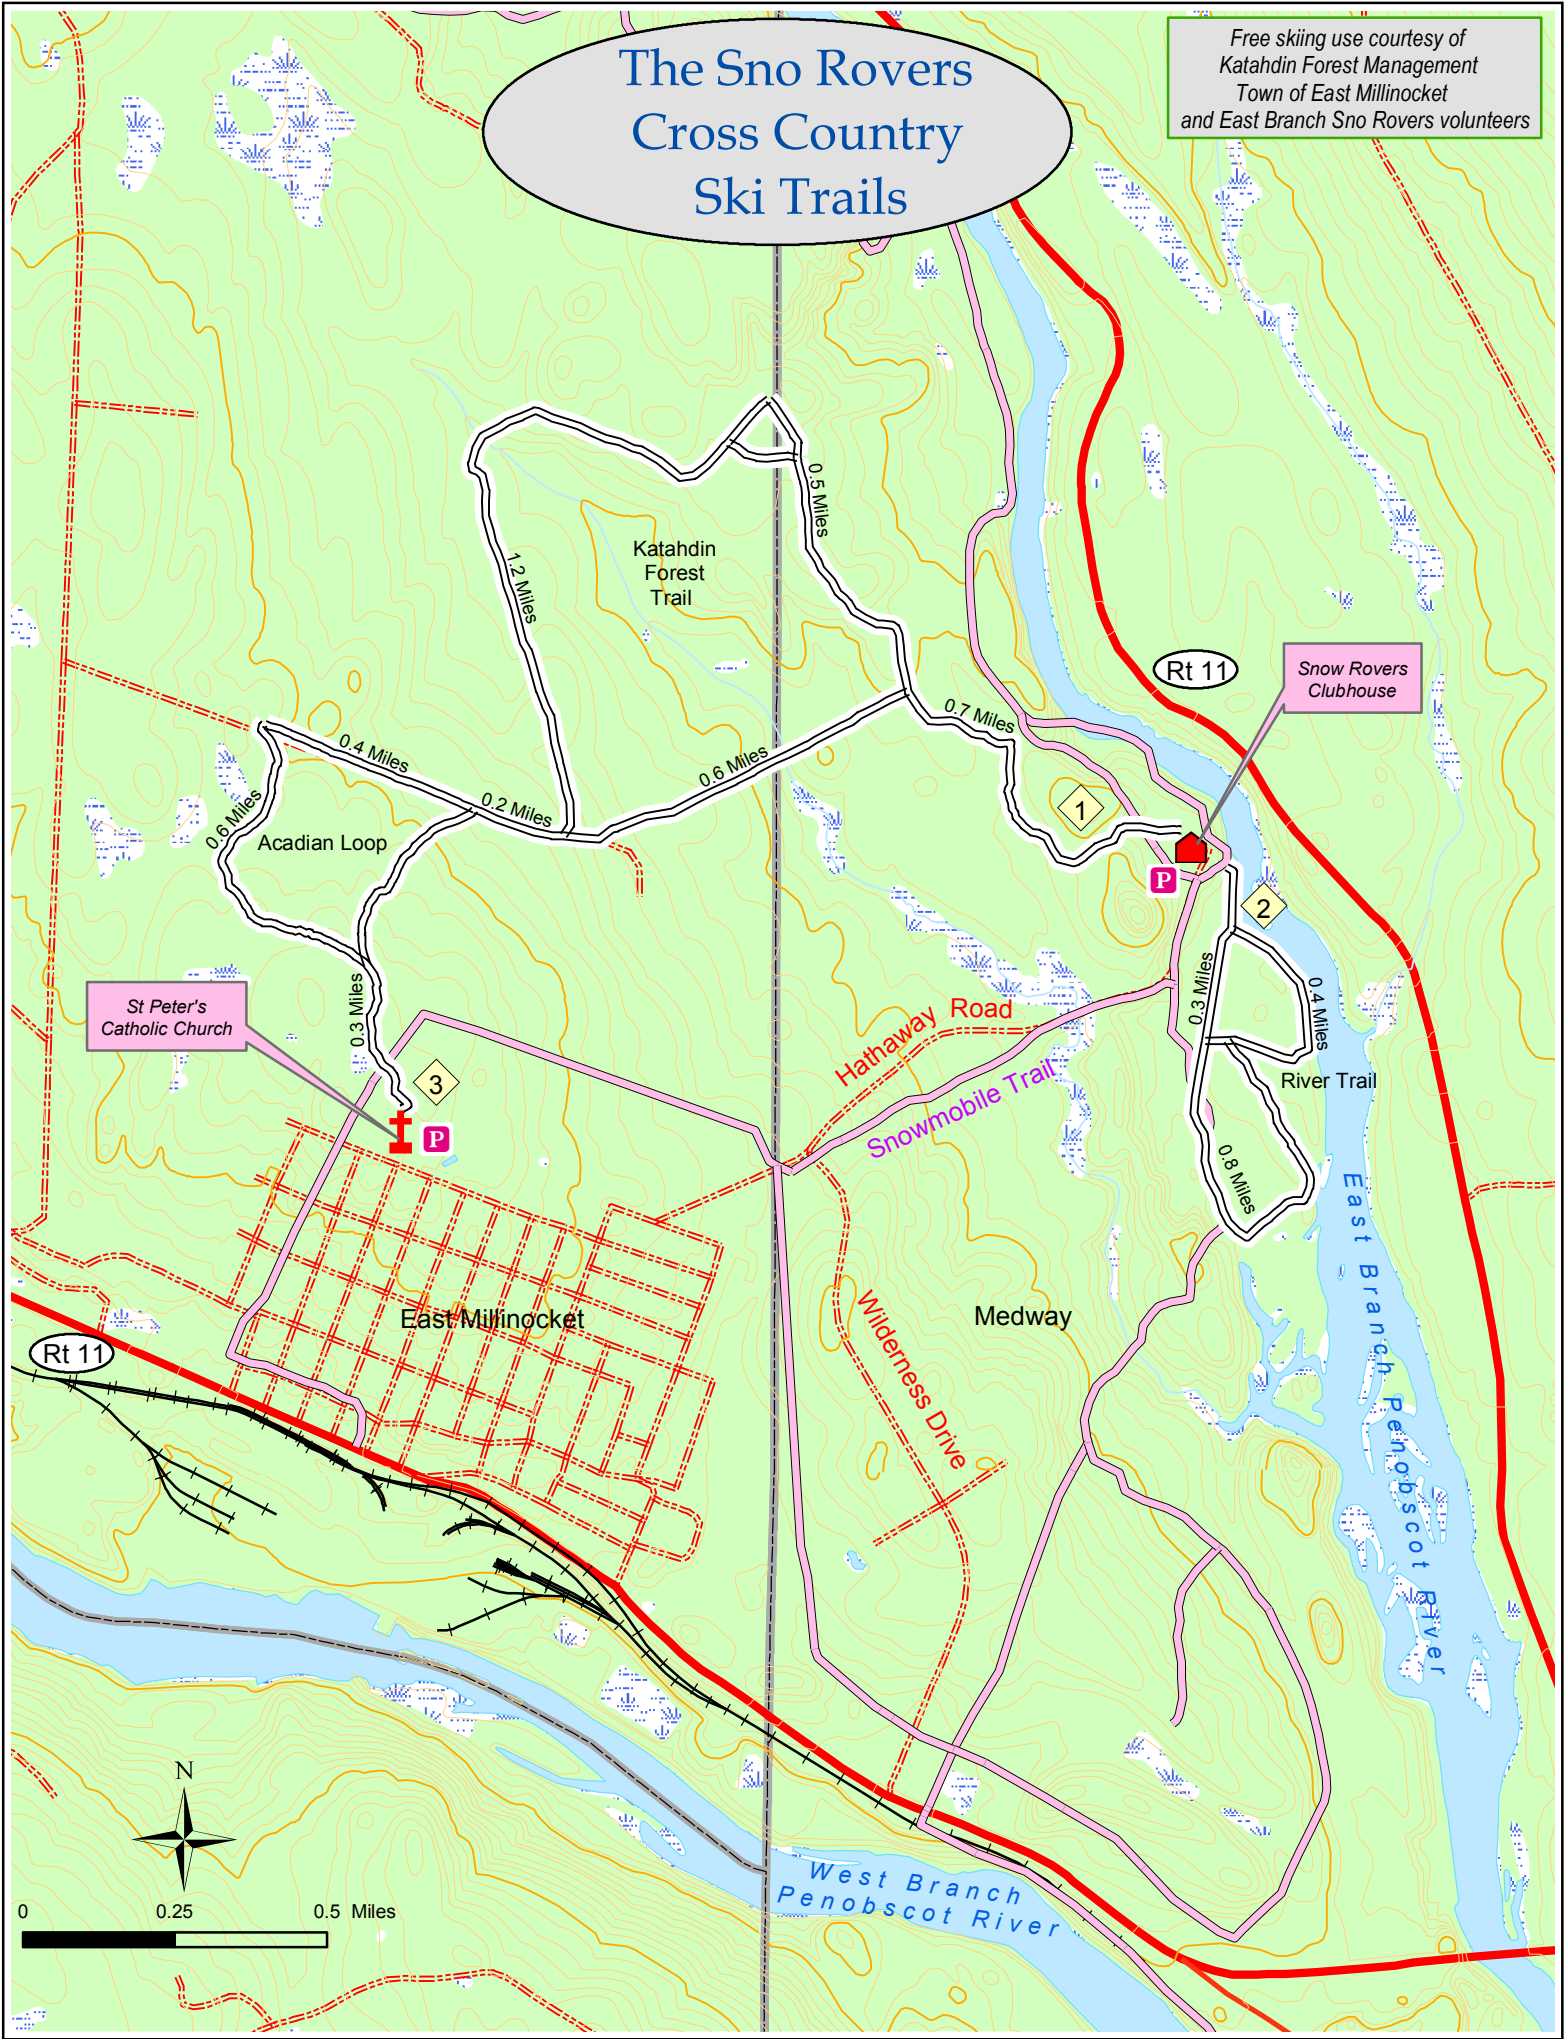 The Sno Rovers
Cross Country
Ski Trails
Free skiing use courtesy of
Katahdin Forest Management
Town of East Millinocket
and East Branch Sno Rovers volunteers
0.5 Miles
Katahdin
Forest
Trail
1.2 Miles
Rt 11
Snow Rovers
Clubhouse
0.7 Miles
0.4 Miles
0.6 Miles
0.2 Miles
1
0.6 Miles
Acadian Loop
P
2
0.3 Miles
0.4 Miles
St Peter's
Catholic Church
0.3 Miles
Hathaway Road
3
River Trail
Snowmobile Trail
P
0.8 Miles
East Branch Penobscot River
East Millinocket
Medway
Wilderness Drive
Rt 11
N
West Branch
Penobscot River
0 0.25 0.5 Miles